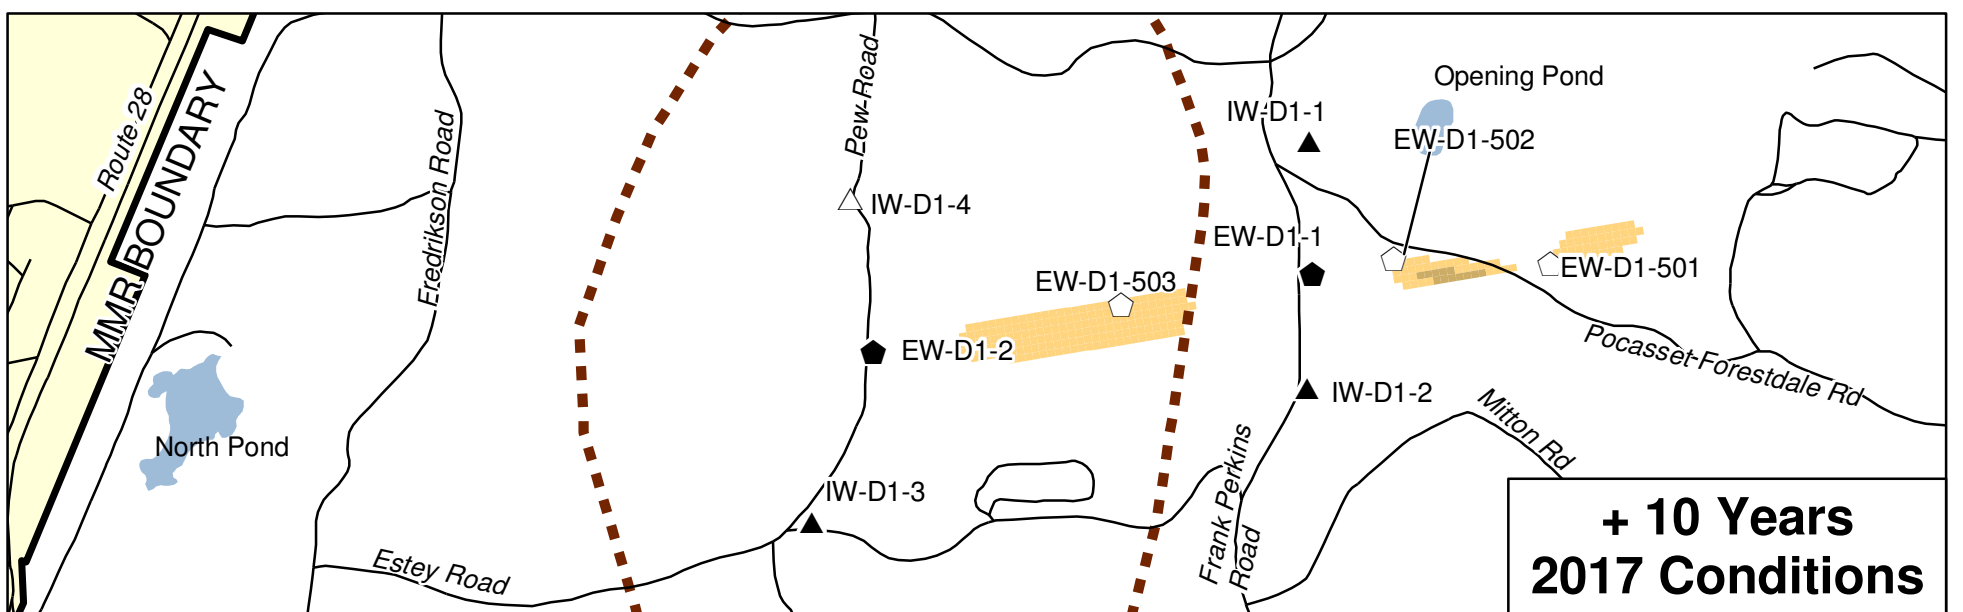 Opening Pond
Route 28
MMR BOUNDARY
Fredrikson Road
Pew Road
IW-D1-1
EW-D1-502
IW-D1-4
EW-D1-1
EW-D1-503
EW-D1-501
EW-D1-2
Pocasset-Forestdale Rd
IW-D1-2
Mitton Rd
North Pond
IW-D1-3
Frank Perkins
Road
Estey Road
+ 10 Years
2017 Conditions